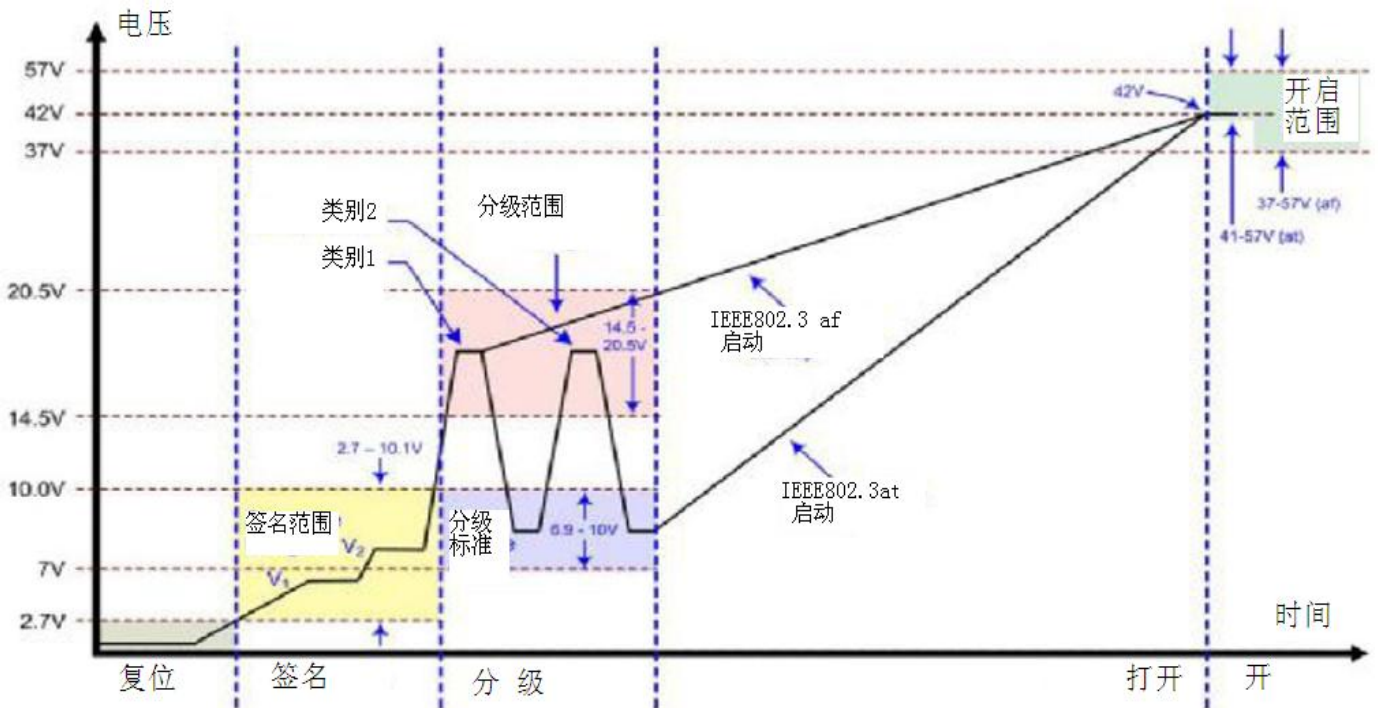 电压
57V
42V
42V
开启
范围
37V
37-57V (af)
41-57V (at)
类别2
分级范围
类别1
20.5V
14.5 -
20.5V
IEEE802.3 af
启动
14.5V
2.7 – 10.1V
10.0V
IEEE802.3at
启动
签名范围
分级
标准
6.9 - 10V
V₂
7V
V₁
2.7V
时间
复位
签名
分 级
打开
开